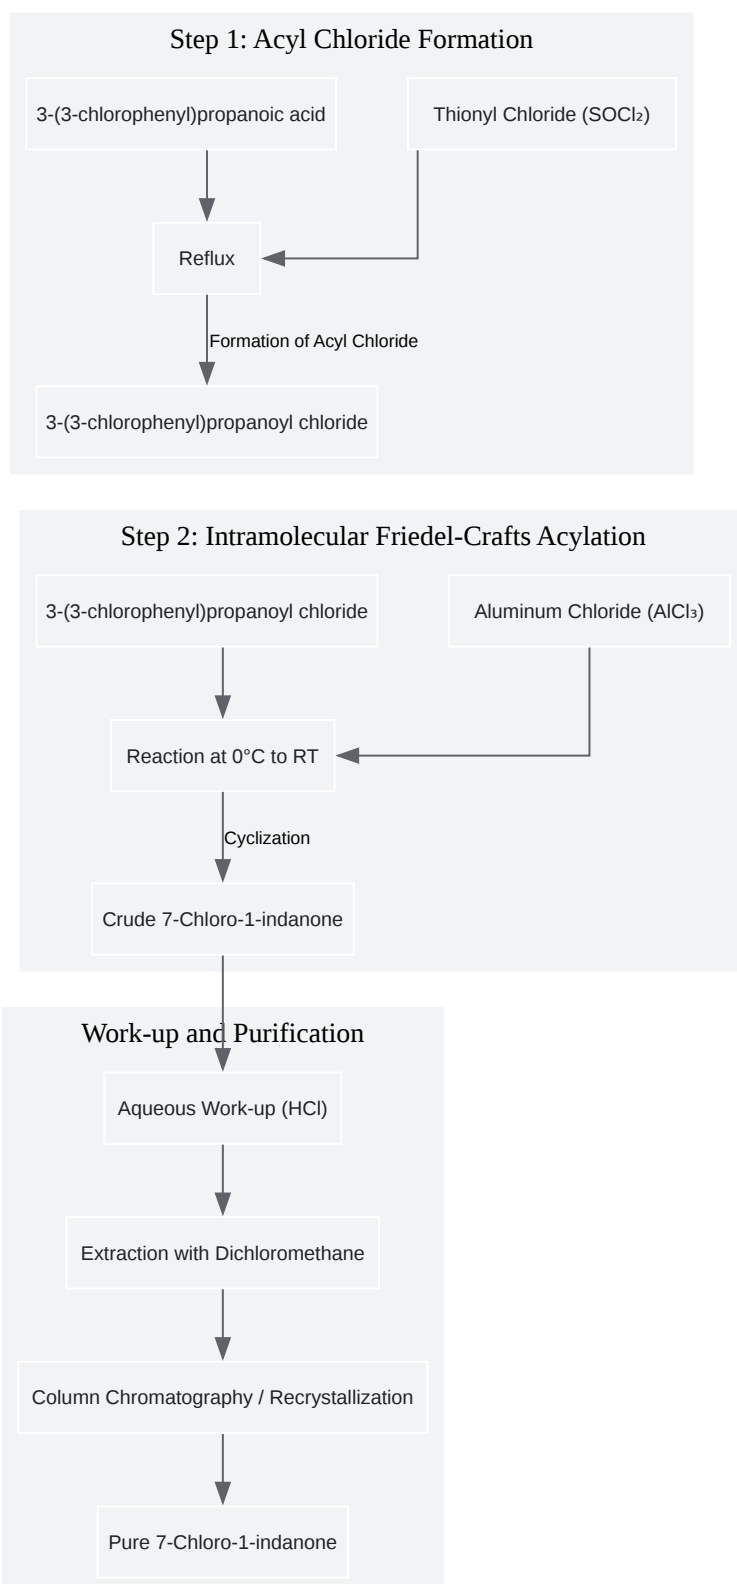 Step 1: Acyl Chloride Formation
3-(3-chlorophenyl)propanoic acid
Thionyl Chloride (SOCl₂)
Reflux
Formation of Acyl Chloride
3-(3-chlorophenyl)propanoyl chloride
Step 2: Intramolecular Friedel-Crafts Acylation
3-(3-chlorophenyl)propanoyl chloride
Aluminum Chloride (AlCl₃)
Reaction at 0°C to RT
Cyclization
Crude 7-Chloro-1-indanone
Work-up and Purification
Aqueous Work-up (HCl)
Extraction with Dichloromethane
Column Chromatography / Recrystallization
Pure 7-Chloro-1-indanone